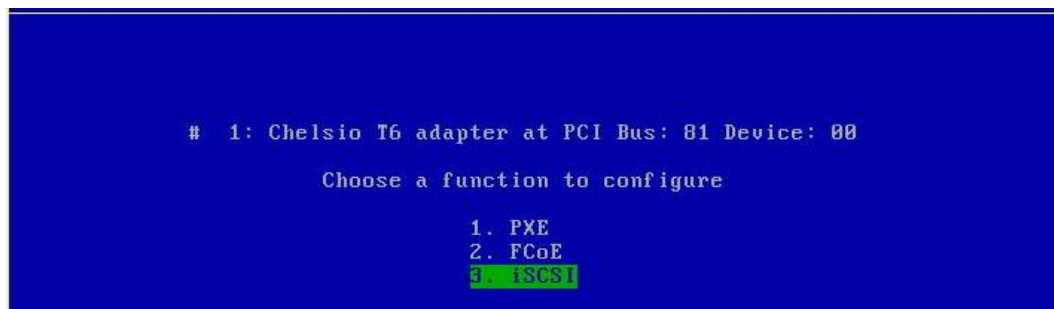 # 1: Chelsio T6 adapter at PCI Bus: 81 Device: 00
Choose a function to configure
1. PXE
2. FCoE
3. iSCSI